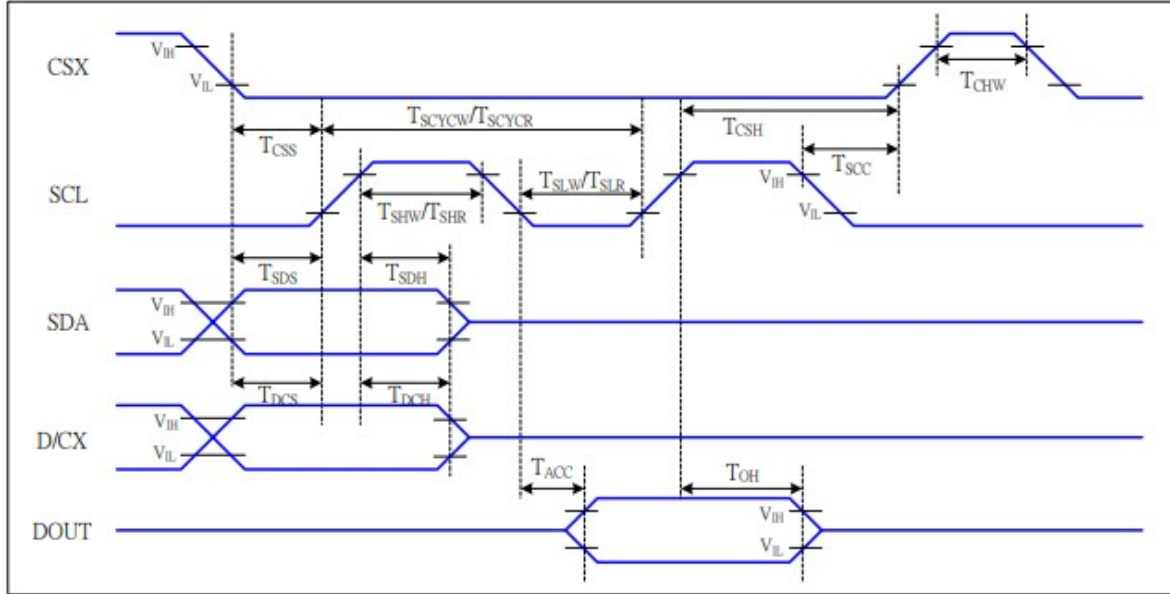 CSX
VIH
VIL
TCHW
TSCYCW/TSCYCR
TCSH
TCSS
TSCC
SCL
TSHW/TSHR
TSLW/TSLR
VIH
VIL
TSDS
TSDH
SDA
VIH
VIL
TDCS
TDCH
D/CX
VIH
VIL
TACC
TOH
DOUT
VIH
VIL